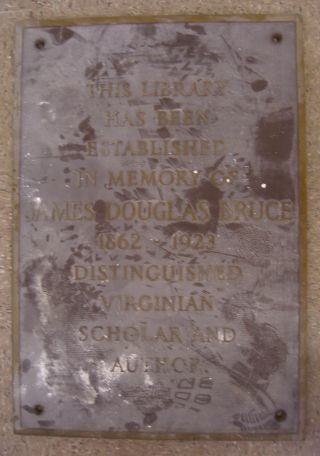 THIS LIBRARY
HAS BEEN
ESTABLISHED
IN MEMORY OF
JAMES DOUGLAS BRUCE
1862 - 1923
DISTINGUISHED
VIRGINIAN
SCHOLAR AND
AUTHOR.